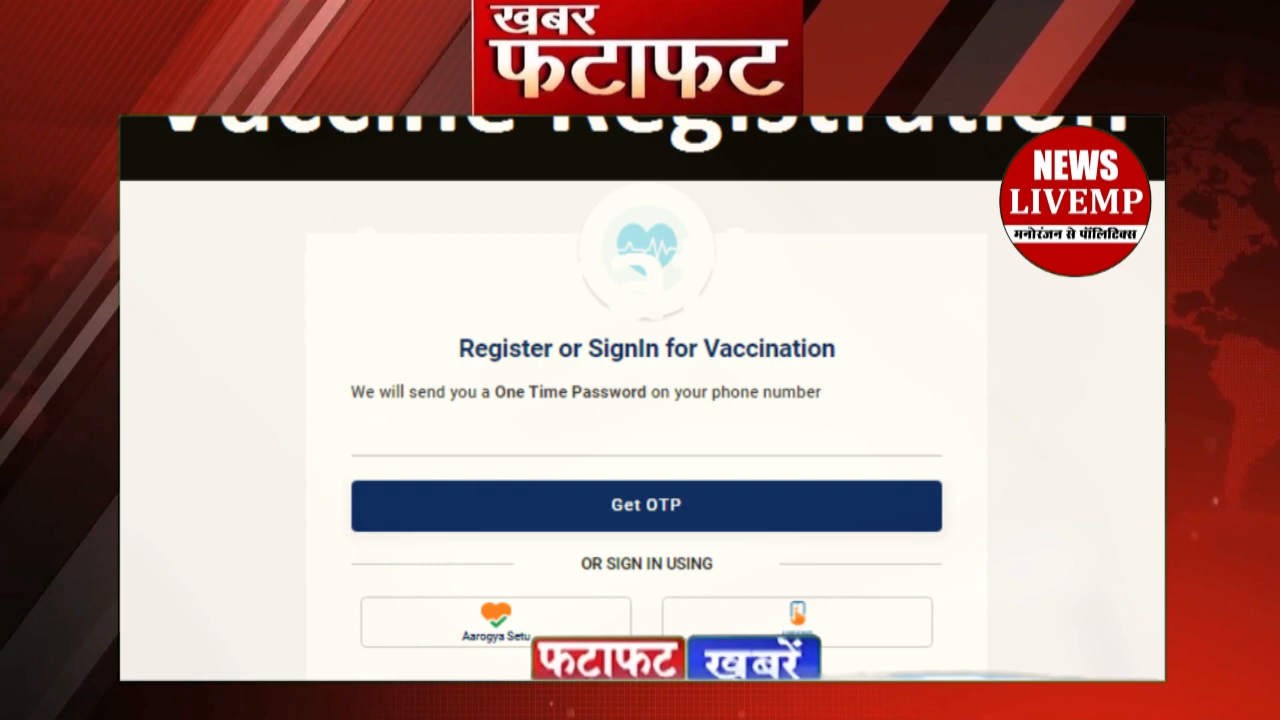 खबर
फटाफट
Vaccine Registration
NEWS
LIVEMP
मनोरंजन से पॉलिटिक्स
Register or SignIn for Vaccination
We will send you a One Time Password on your phone number
Get OTP
OR SIGN IN USING
Aarogya Setu
फटाफट खबरें